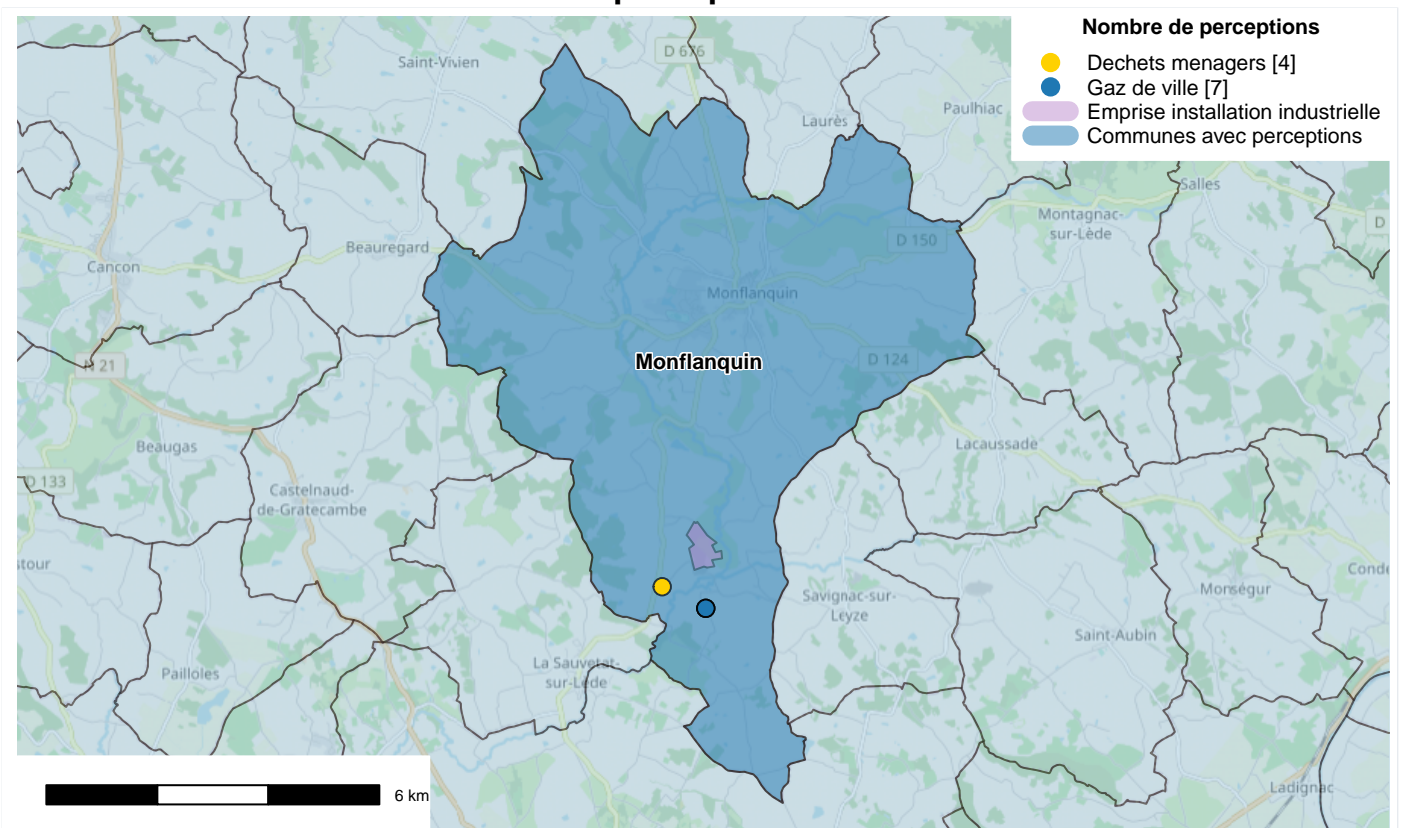 Nombre de perceptions
Dechets menagers [4]
Gaz de ville [7]
Emprise installation industrielle
Communes avec perceptions
D 676
Saint-Vivien
Laurès
Paulhiac
Salles
Montagnac-
sur-Lède
D
D 150
Beauregard
Cancon
Monflanquin
Monflanquin
D 124
N 21
Beaugas
Lacaussade
D 133
Castelnaud-
de-Gratecambe
stour
Condé
Monségur
Savignac-sur-
Leyze
Saint-Aubin
La Sauvetat-
sur-Lède
Pailloles
Ladignac
6 km